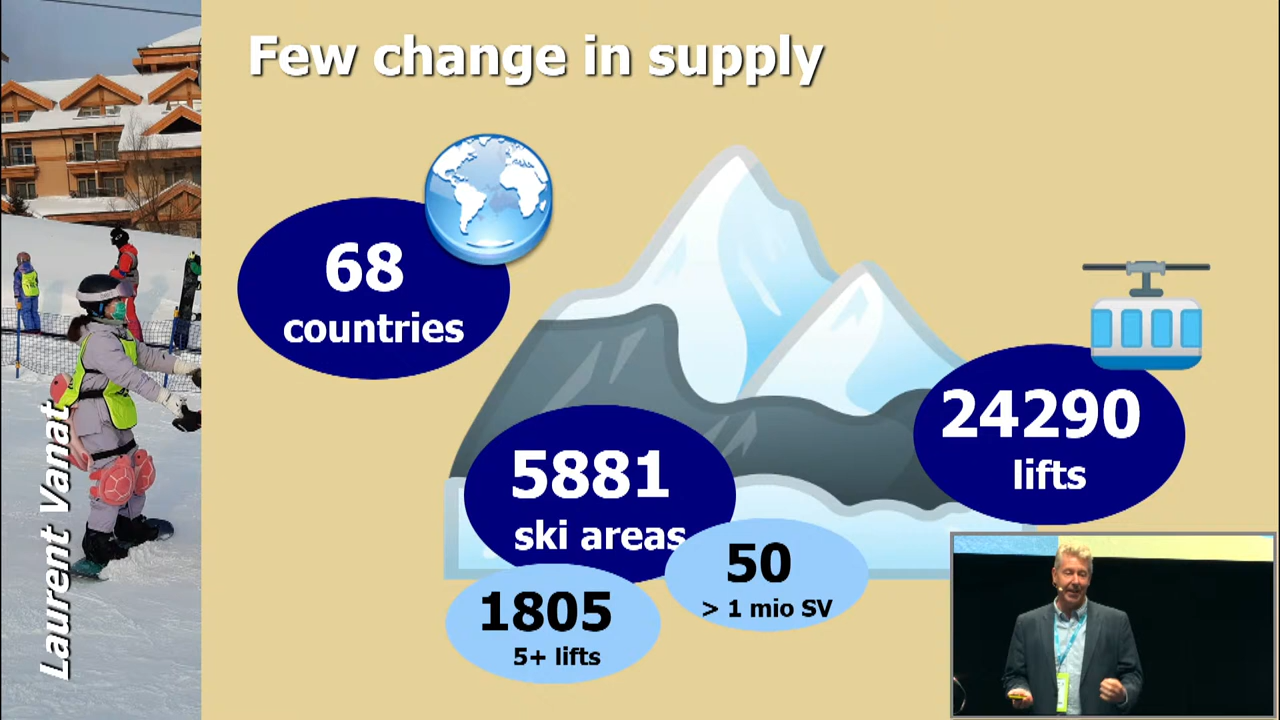 Few change in supply
68
countries
24290
lifts
5881
ski areas
50
> 1 mio SV
1805
5+ lifts
Laurent Vanat